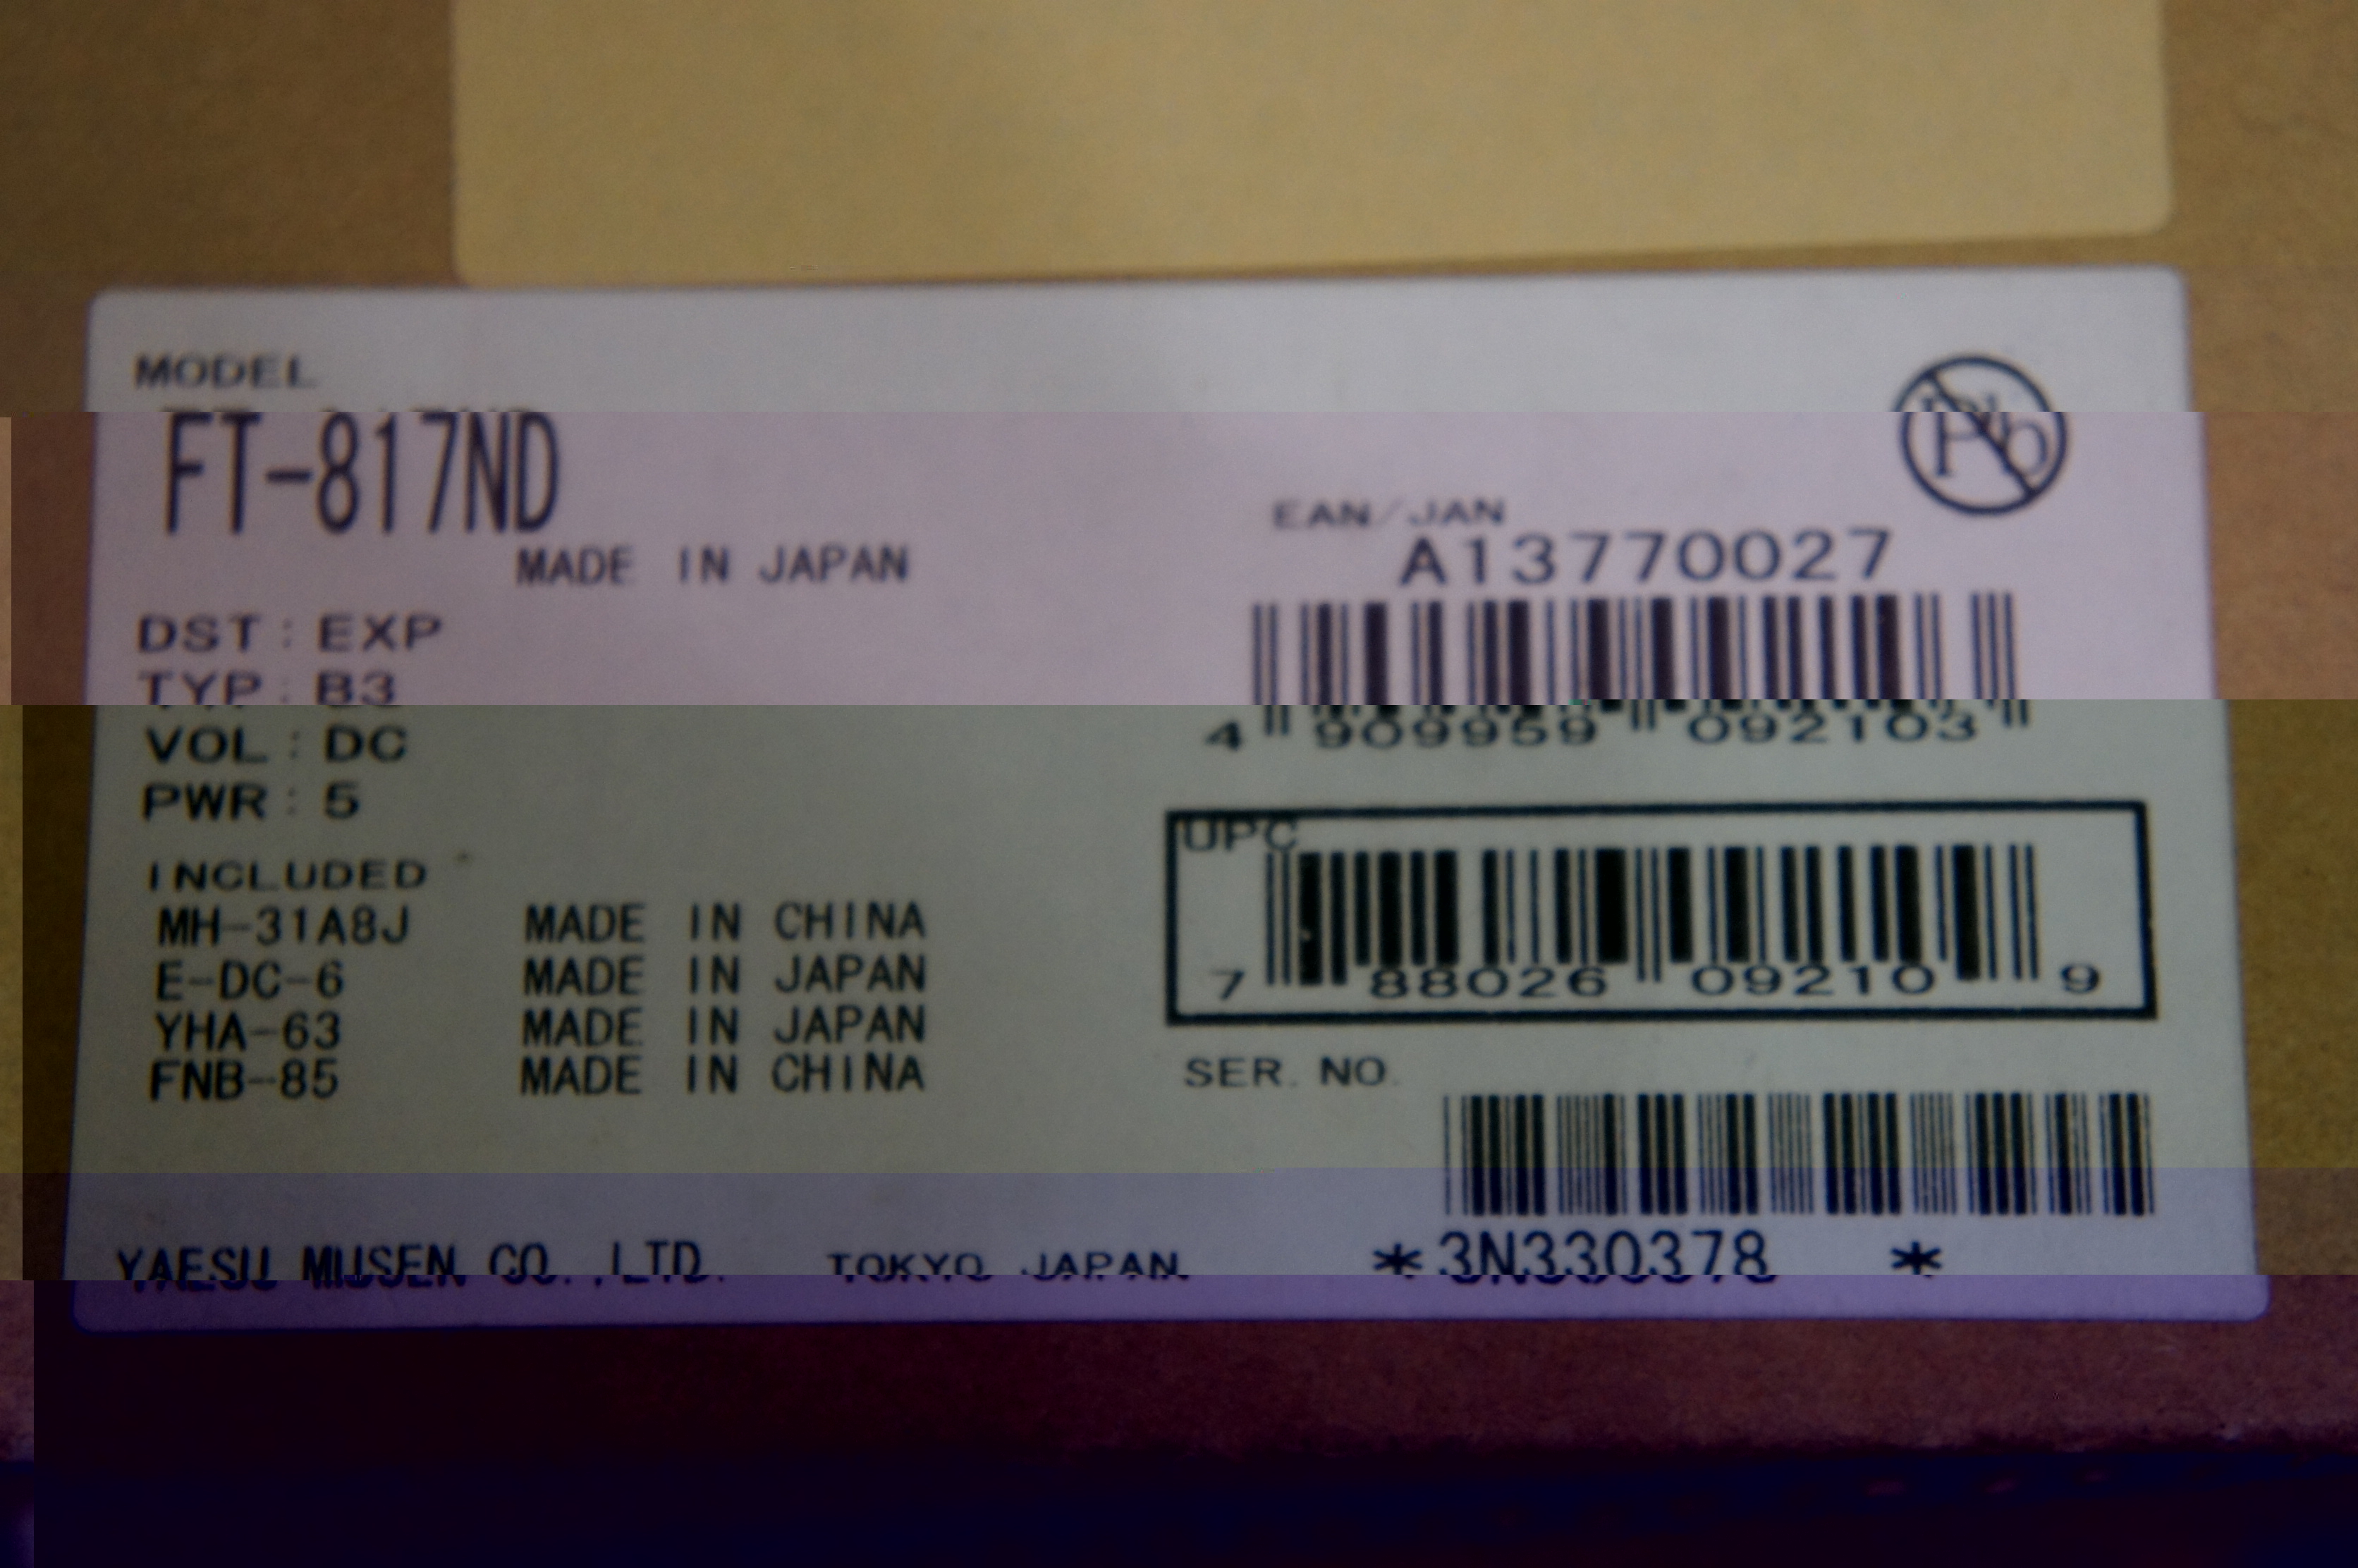 MODEL
FT-817ND
MADE IN JAPAN
DST : EXP
TYP : B3
VOL : DC
PWR : 5
INCLUDED
MH-31A8J MADE IN CHINA
E-DC-6 MADE IN JAPAN
YHA-63 MADE IN JAPAN
FNB-85 MADE IN CHINA
YAESU MUSEN CO.,LTD. TOKYO JAPAN
Pb
EAN/JAN
A13770027
4 909959 092103
UPC
7 88026 09210 9
SER. NO.
*3N330378 *